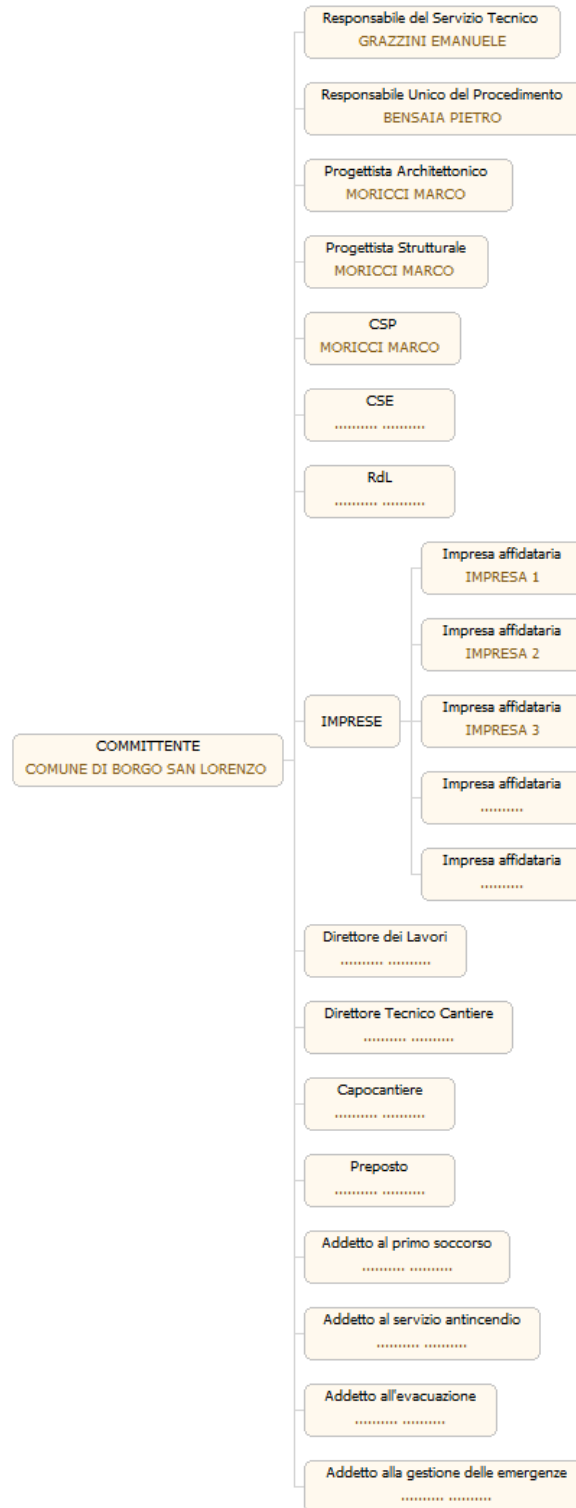 Responsabile del Servizio Tecnico
GRAZZINI EMANUELE
Responsabile Unico del Procedimento
BENSAIA PIETRO
Progettista Architettonico
MORICCI MARCO
Progettista Strutturale
MORICCI MARCO
CSP
MORICCI MARCO
CSE
.......... ..........
RdL
.......... ..........
Impresa affidataria
IMPRESA 1
Impresa affidataria
IMPRESA 2
IMPRESE
Impresa affidataria
IMPRESA 3
COMMITTENTE
COMUNE DI BORGO SAN LORENZO
Impresa affidataria
..........
Impresa affidataria
..........
Direttore dei Lavori
.......... ..........
Direttore Tecnico Cantiere
.......... ..........
Capocantiere
.......... ..........
Preposto
.......... ..........
Addetto al primo soccorso
.......... ..........
Addetto al servizio antincendio
.......... ..........
Addetto all'evacuazione
.......... ..........
Addetto alla gestione delle emergenze
.......... ..........